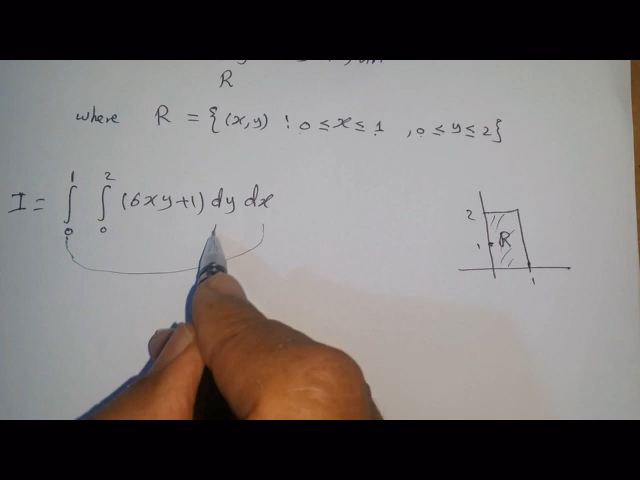 R
where R = {(x,y) : 0 ≤ x ≤ 1 , 0 ≤ y ≤ 2}
I = ∫₀¹ ∫₀² (6xy+1) dy dx
2
1 R
1